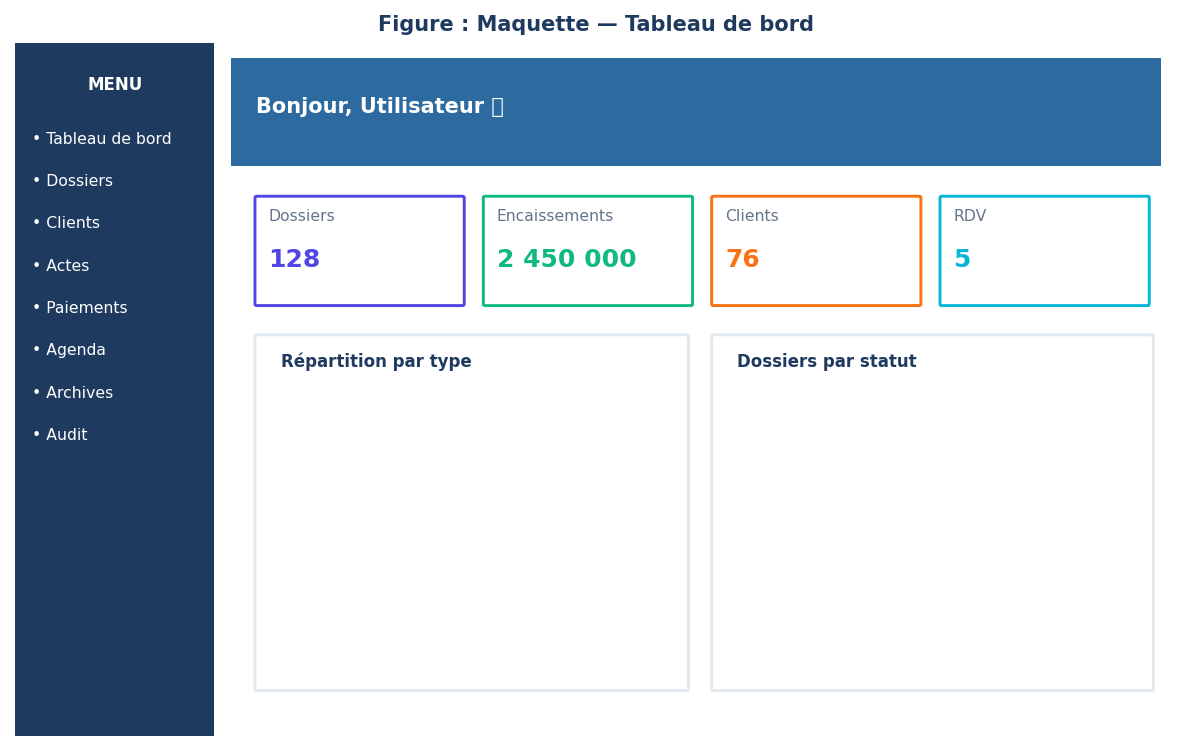 Figure : Maquette — Tableau de bord
MENU
• Tableau de bord
• Dossiers
• Clients
• Actes
• Paiements
• Agenda
• Archives
• Audit
Bonjour, Utilisateur
Dossiers
128
Encaissements
2 450 000
Clients
76
RDV
5
Répartition par type
Dossiers par statut